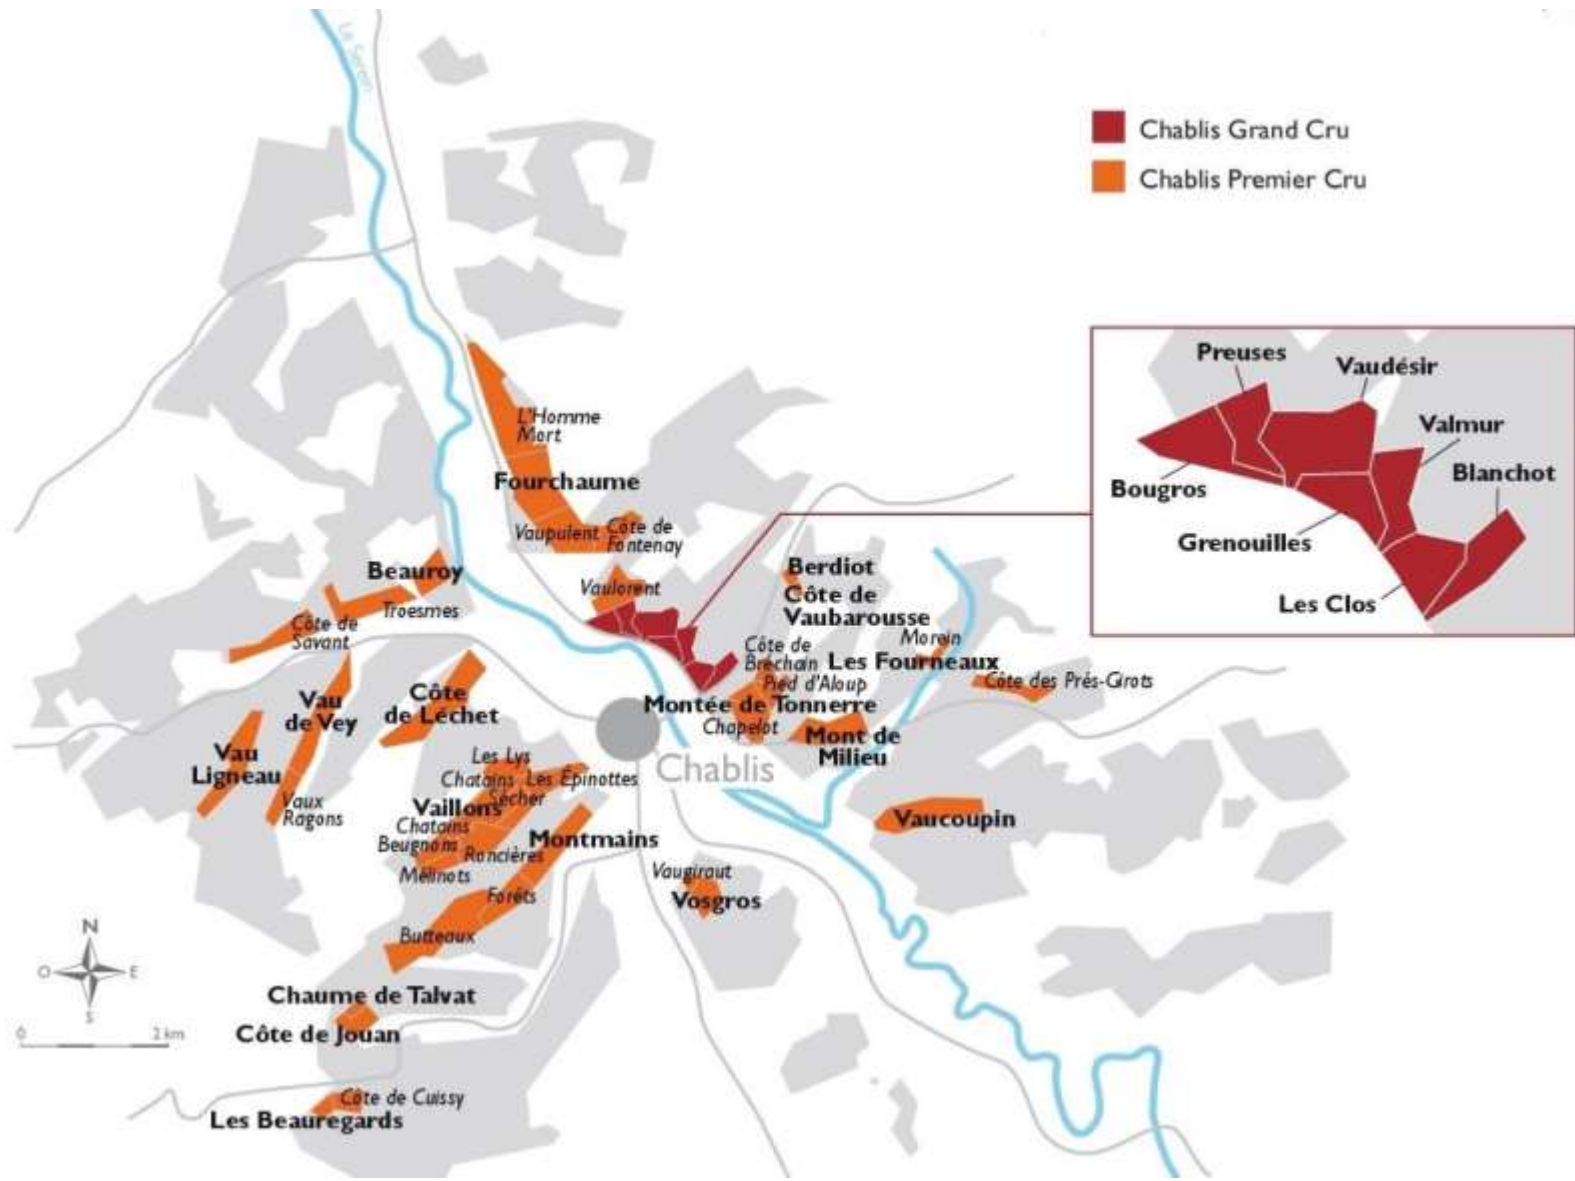 Le Serein
Chablis Grand Cru
Chablis Premier Cru
Preuses
Vaudésir
Valmur
Blanchot
Bougros
Grenouilles
Les Clos
L'Homme
Mort
Fourchaume
Vaupulent
Côte de
Fontenay
Vaulorent
Beauroy
Troesmes
Côte de
Savant
Berdiot
Côte de
Vaubarousse
Morein
Côte de
Bréchain
Les Fourneaux
Pied d'Aloup
Côte des Prés-Girots
Montée de Tonnerre
Chapelot
Mont de
Milieu
Vau
de Vey
Côte
de Léchet
Vau
Ligneau
Vaux
Ragons
Chablis
Les Lys
Chatains
Les Épinottes
Sécher
Vaillons
Chatains
Beugnons
Roncières
Mélinots
Montmains
Forêts
Butteaux
Vaucoupin
Vaugiraut
Vosgros
Chaume de Talvat
Côte de Jouan
Côte de Cuissy
Les Beauregards
N
O
E
S
0
2 km